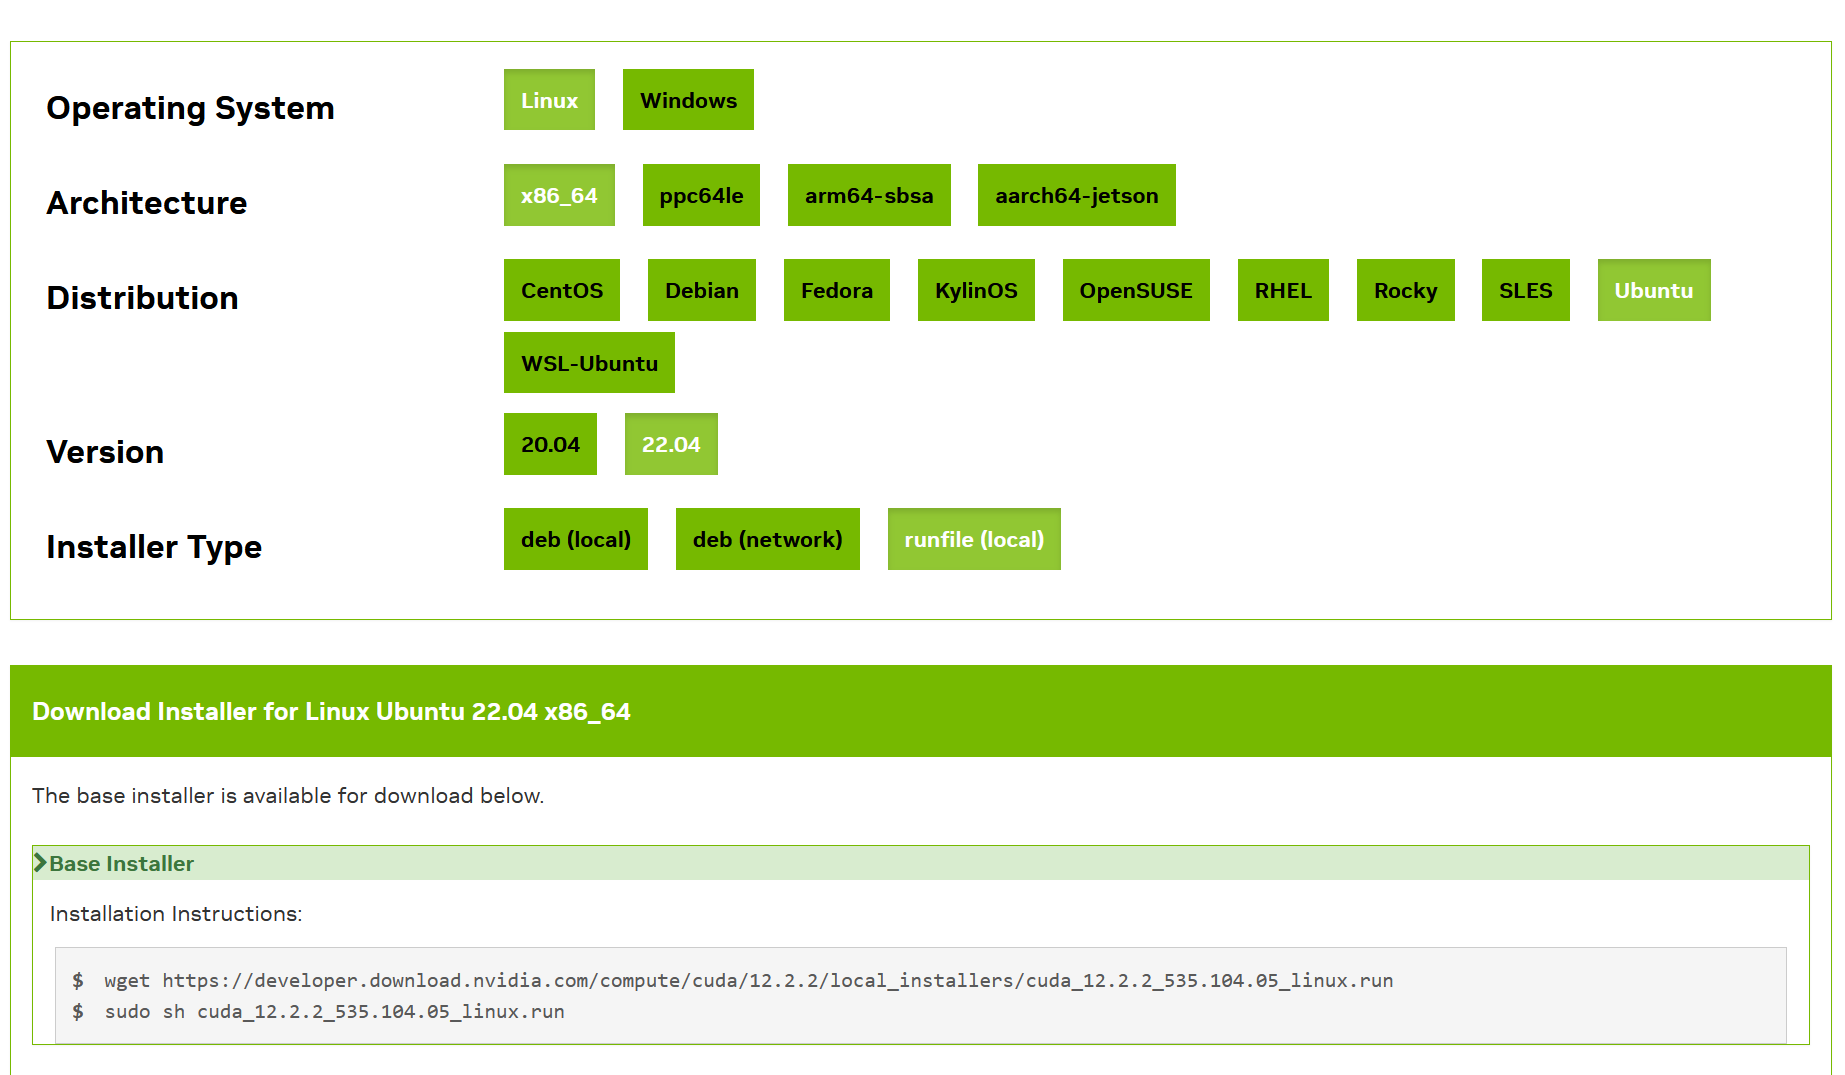 Operating System
Linux Windows
Architecture
x86_64 ppc64le arm64-sbsa aarch64-jetson
Distribution
CentOS Debian Fedora KylinOS OpenSUSE RHEL Rocky SLES Ubuntu
WSL-Ubuntu
Version
20.04 22.04
Installer Type
deb (local) deb (network) runfile (local)
Download Installer for Linux Ubuntu 22.04 x86_64
The base installer is available for download below.
Base Installer
Installation Instructions:
$ wget https://developer.download.nvidia.com/compute/cuda/12.2.2/local_installers/cuda_12.2.2_535.104.05_linux.run
$ sudo sh cuda_12.2.2_535.104.05_linux.run